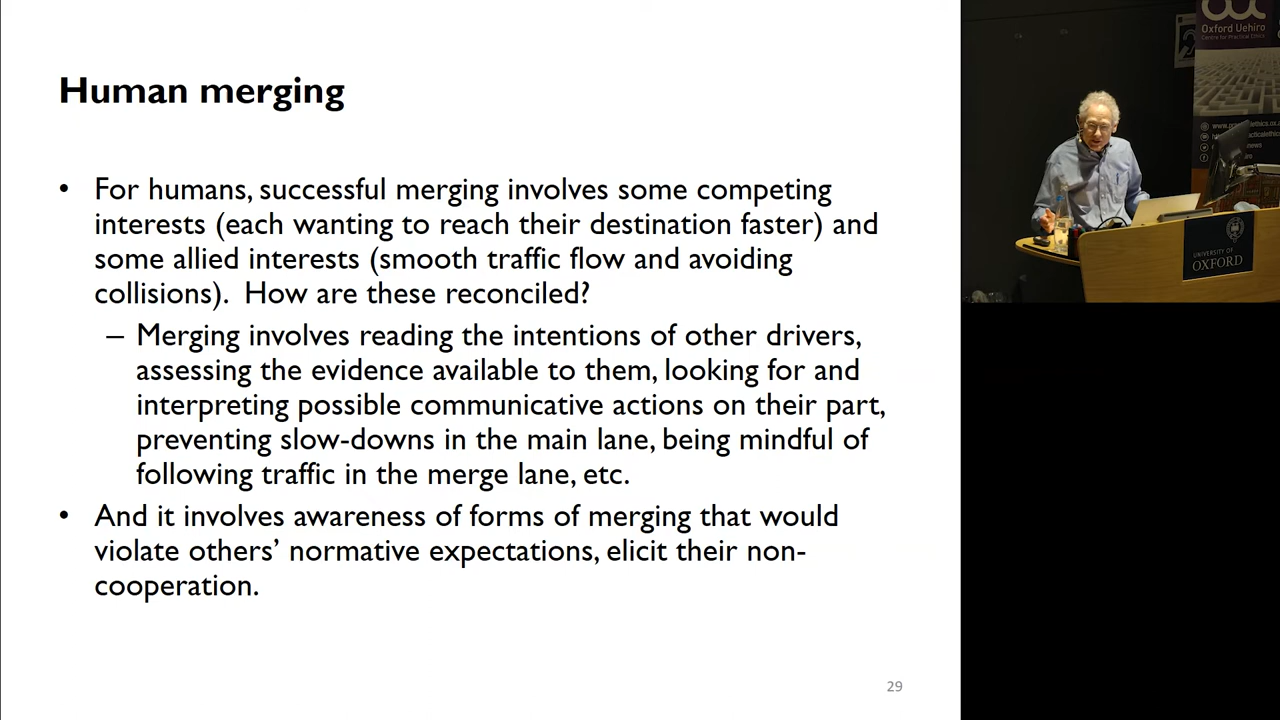 Human merging
• For humans, successful merging involves some competing
interests (each wanting to reach their destination faster) and
some allied interests (smooth traffic flow and avoiding
collisions).  How are these reconciled?
– Merging involves reading the intentions of other drivers,
assessing the evidence available to them, looking for and
interpreting possible communicative actions on their part,
preventing slow-downs in the main lane, being mindful of
following traffic in the merge lane, etc.
• And it involves awareness of forms of merging that would
violate others’ normative expectations, elicit their non-
cooperation.
29
Oxford Uehiro
Centre for Practical Ethics
UNIVERSITY OF
OXFORD